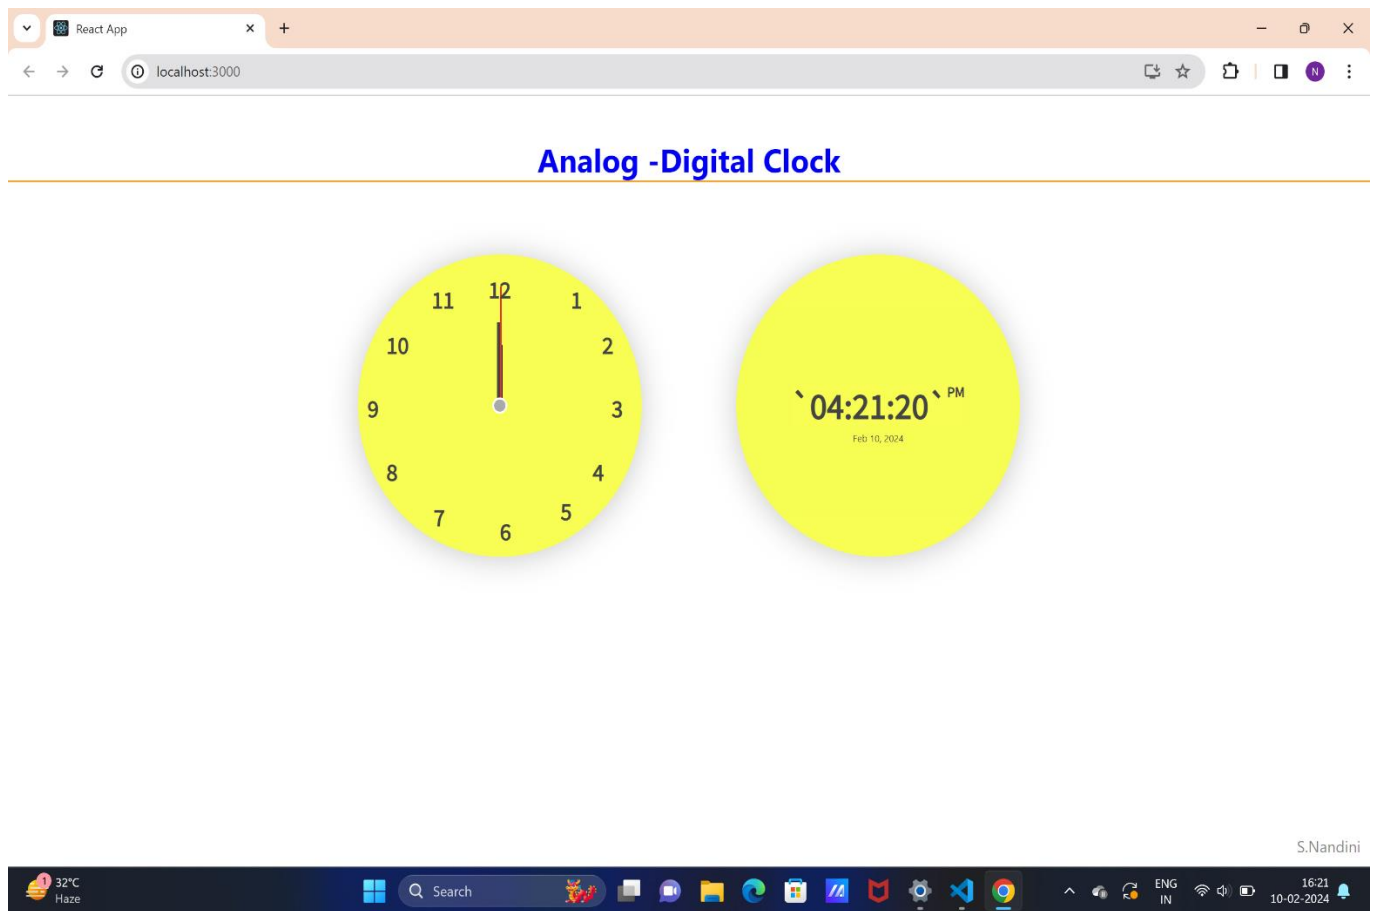 React App
localhost:3000
N
Analog -Digital Clock
12
11
1
10
2
9
3
8
4
7
5
6
`04:21:20` PM
Feb 10, 2024
S.Nandini
1
32°C
Haze
Search
ENG
IN
16:21
10-02-2024